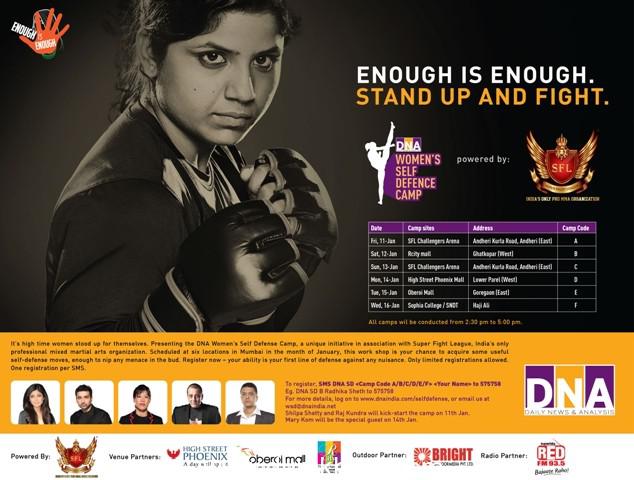 ENOUGH IS ENOUGH
ENOUGH IS ENOUGH.
STAND UP AND FIGHT.
DNA
WOMEN'S
SELF
DEFENCE
CAMP
powered by:
SFL
INDIA'S ONLY PRO MMA ORGANIZATION
Date Camp sites Address Camp Code
Fri, 11-Jan SFL Challengers Arena Andheri Kurla Road, Andheri (East) A
Sat, 12-Jan Rcity mall Ghatkopar (West) B
Sun, 13-Jan SFL Challengers Arena Andheri Kurla Road, Andheri (East) C
Mon, 14-Jan High Street Phoenix Mall Lower Parel (West) D
Tue, 15-Jan Oberoi Mall Goregaon (East) E
Wed, 16-Jan Sophia College / SNDT Haji Ali F
All camps will be conducted from 2:30 pm to 5:00 pm.
It's high time women stood up for themselves. Presenting the DNA Women's Self Defense Camp, a unique initiative in association with Super Fight League, India's only
professional mixed martial arts organization. Scheduled at six locations in Mumbai in the month of January, this work shop is your chance to acquire some useful
self-defense moves, enough to nip any menace in the bud. Register now – your ability is your first line of defense against any nuisance. Only limited registrations allowed.
One registration per SMS.
To register, SMS DNA SD <Camp Code A/B/C/D/E/F> <Your Name> to 575758
Eg. DNA SD B Radhika Sheth to 575758
For more details, log on to www.dnaindia.com/selfdefense, or email us at
wsd@dnaindia.net
Shilpa Shetty and Raj Kundra will kick-start the camp on 11th Jan.
Mary Kom will be the special guest on 14th Jan.
DNA
DAILY NEWS & ANALYSIS
Powered By: SFL Venue Partners: HIGH STREET PHOENIX oberoi mall Outdoor Partner: BRIGHT Radio Partner: RED FM 93.5
Bajaate Raho!